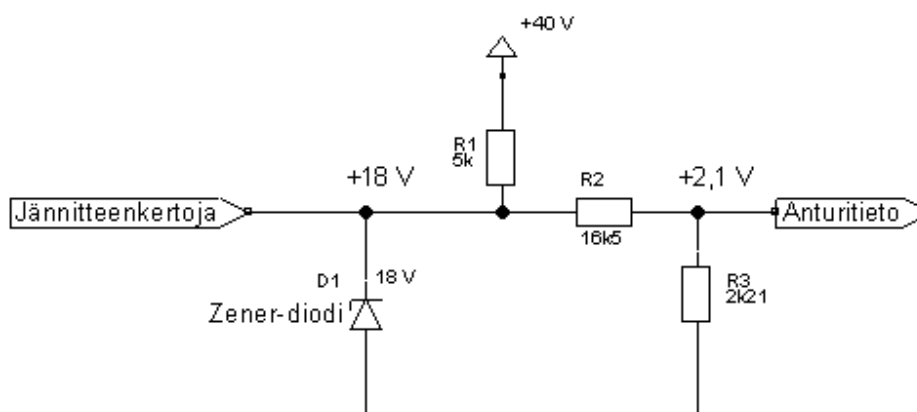 +40 V
R1
5k
+18 V
R2
+2,1 V
Jännitteenkertoja
Anturitieto
16k5
D1
18 V
R3
2k21
Zener-diodi